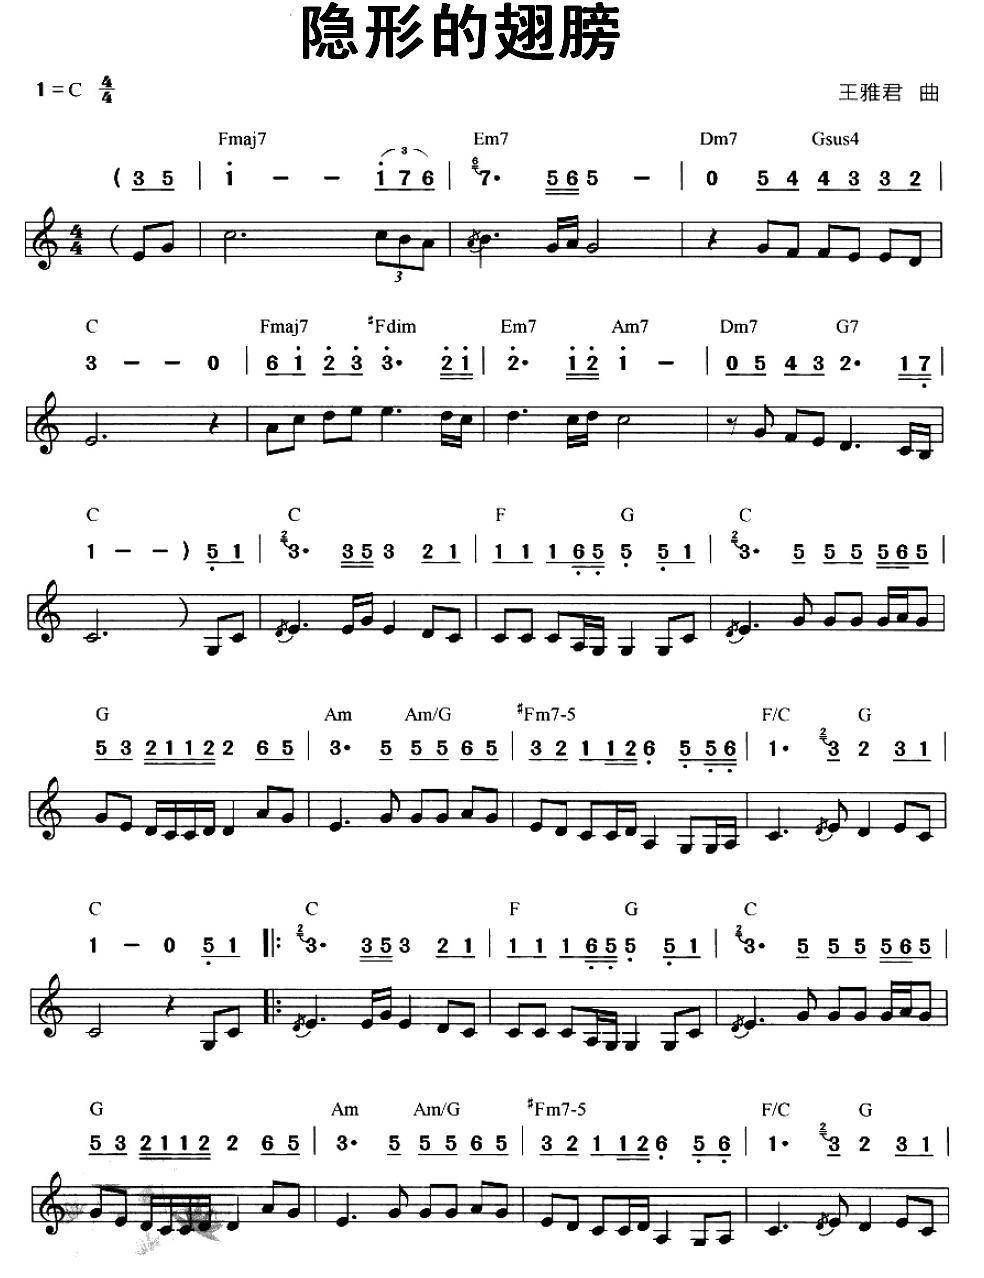 隐形的翅膀
1 = C 4/4
王雅君 曲
Fmaj7 Em7 Dm7 Gsus4
( 3 5 | i - - i 7 6 | 7· 5 6 5 - | 0 5 4 4 3 3 2 |
3
C Fmaj7 #Fdim Em7 Am7 Dm7 G7
3 - - 0 | 6 i 2̇ 3̇ 3̇· 2̇ i | 2̇· i 2̇ i - | 0 5 4 3 2· 1 7̣ |
C C F G C
1 - - ) 5̣ 1 | 3· 3 5 3 2 1 | 1 1 1 6̣ 5̣ 5̣ 5̣ 1 | 3· 5 5 5 5 6 5 |
G Am Am/G #Fm7-5 F/C G
5 3 2 1 1 2 2 6 5 | 3· 5 5 5 6 5 | 3 2 1 1 2 6̣ 5̣ 5̣ 6̣ | 1· 3 2 3 1 |
C C F G C
1 - 0 5̣ 1 |: 3· 3 5 3 2 1 | 1 1 1 6̣ 5̣ 5̣ 5̣ 1 | 3· 5 5 5 5 6 5 |
G Am Am/G #Fm7-5 F/C G
5 3 2 1 1 2 2 6 5 | 3· 5 5 5 6 5 | 3 2 1 1 2 6̣ 5̣ 6̣ | 1· 3 2 3 1 |